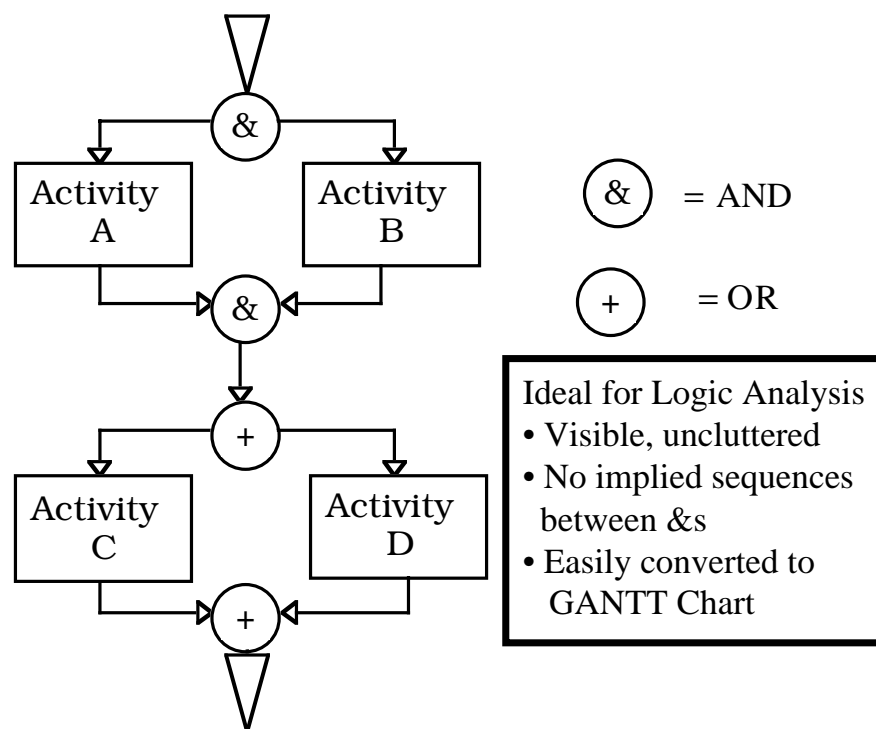 &
Activity
A
Activity
B
&
+
Activity
C
Activity
D
+
& = AND
+ = OR
Ideal for Logic Analysis
• Visible, uncluttered
• No implied sequences
between &s
• Easily converted to
GANTT Chart